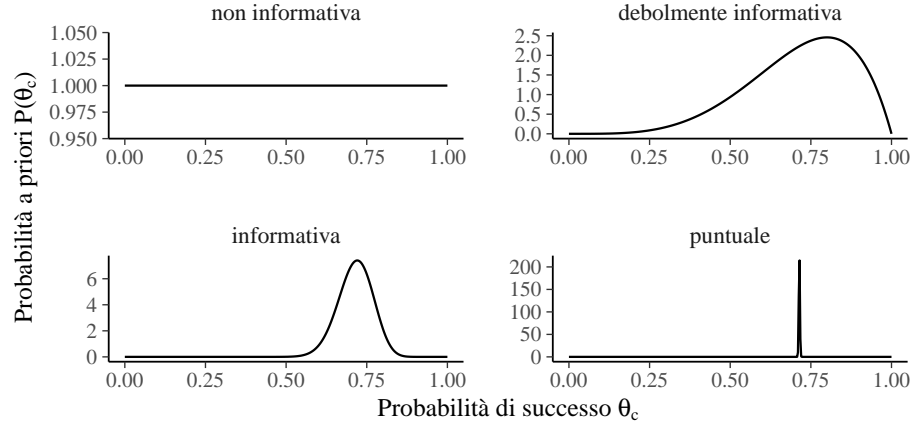 non informativa
debolmente informativa
1.050
1.025
1.000
0.975
0.950
0.00 0.25 0.50 0.75 1.00
2.5
2.0
1.5
1.0
0.5
0.0
0.00 0.25 0.50 0.75 1.00
Probabilità a priori P(θc)
informativa
puntuale
6
4
2
0
0.00 0.25 0.50 0.75 1.00
200
150
100
50
0
0.00 0.25 0.50 0.75 1.00
Probabilità di successo θc